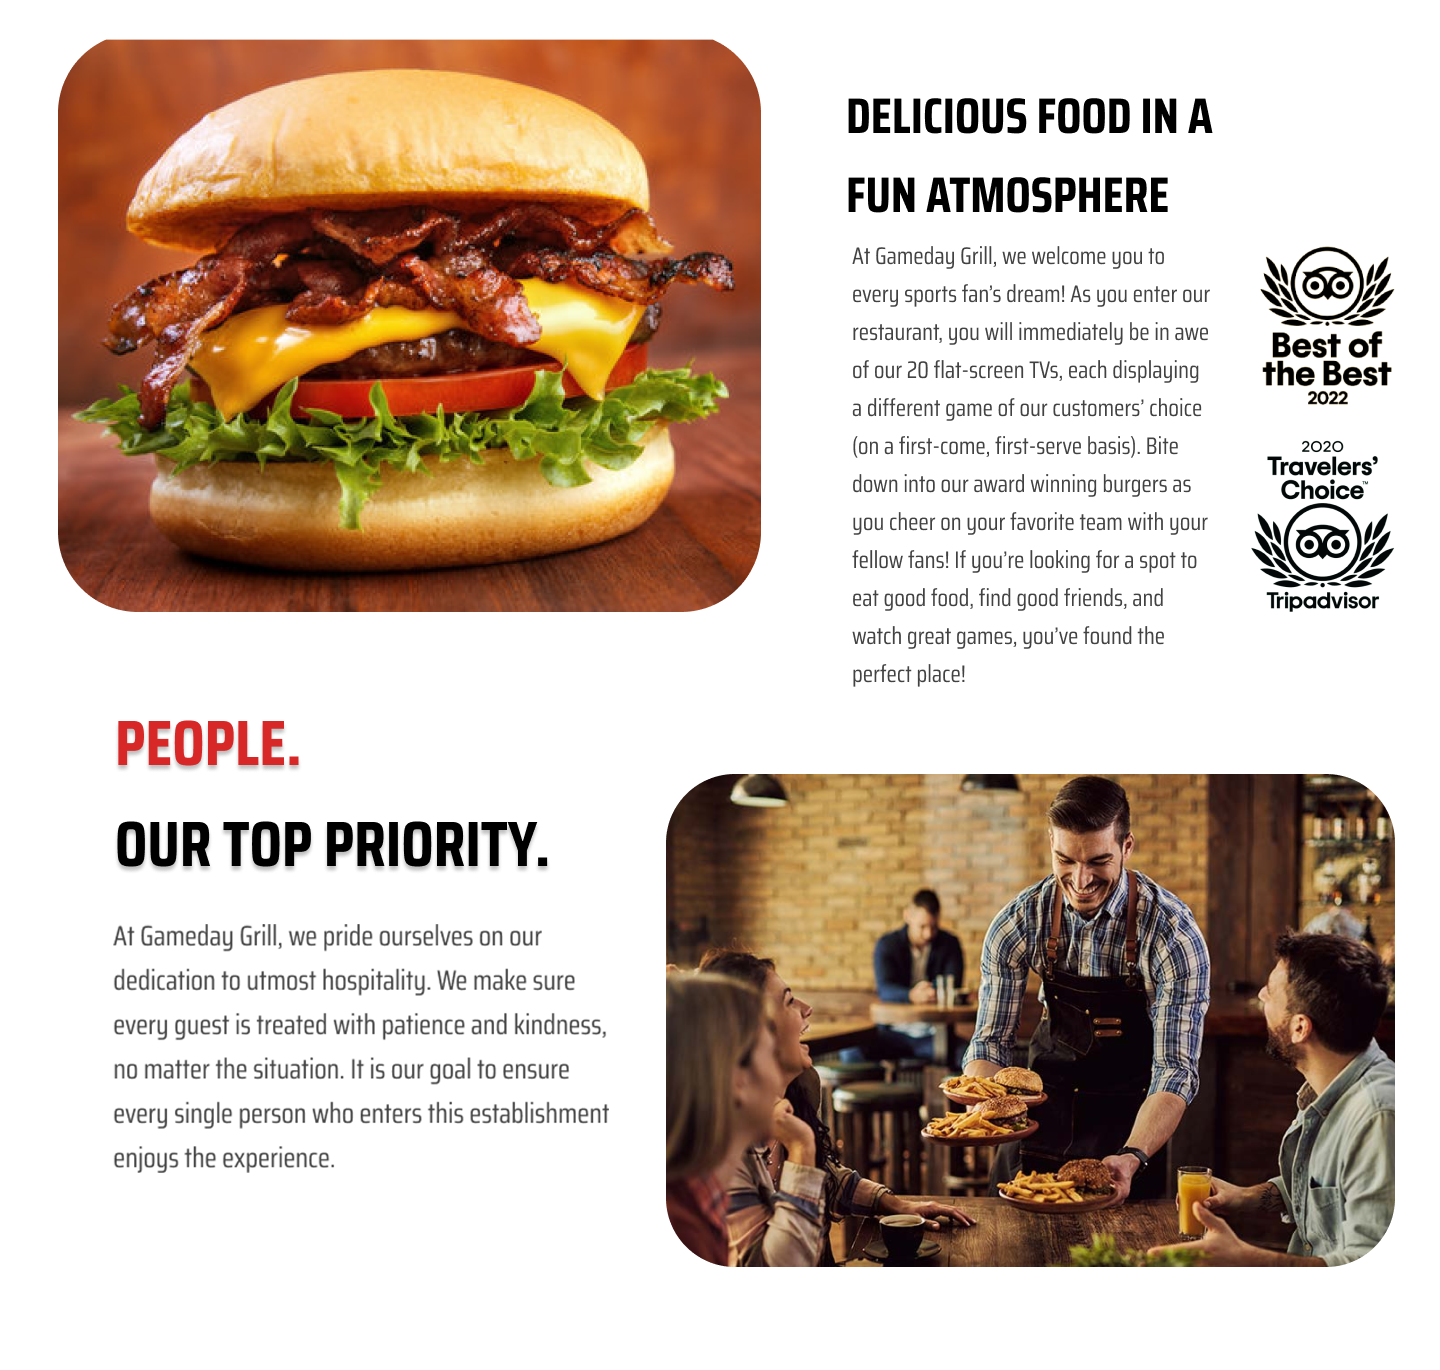 DELICIOUS FOOD IN A
FUN ATMOSPHERE
At Gameday Grill, we welcome you to
every sports fan's dream! As you enter our
restaurant, you will immediately be in awe
of our 20 flat-screen TVs, each displaying
a different game of our customers' choice
(on a first-come, first-serve basis). Bite
down into our award winning burgers as
you cheer on your favorite team with your
fellow fans! If you're looking for a spot to
eat good food, find good friends, and
watch great games, you've found the
perfect place!
Best of
the Best
2022
2020
Travelers'
Choice™
Tripadvisor
PEOPLE.
OUR TOP PRIORITY.
At Gameday Grill, we pride ourselves on our
dedication to utmost hospitality. We make sure
every guest is treated with patience and kindness,
no matter the situation. It is our goal to ensure
every single person who enters this establishment
enjoys the experience.